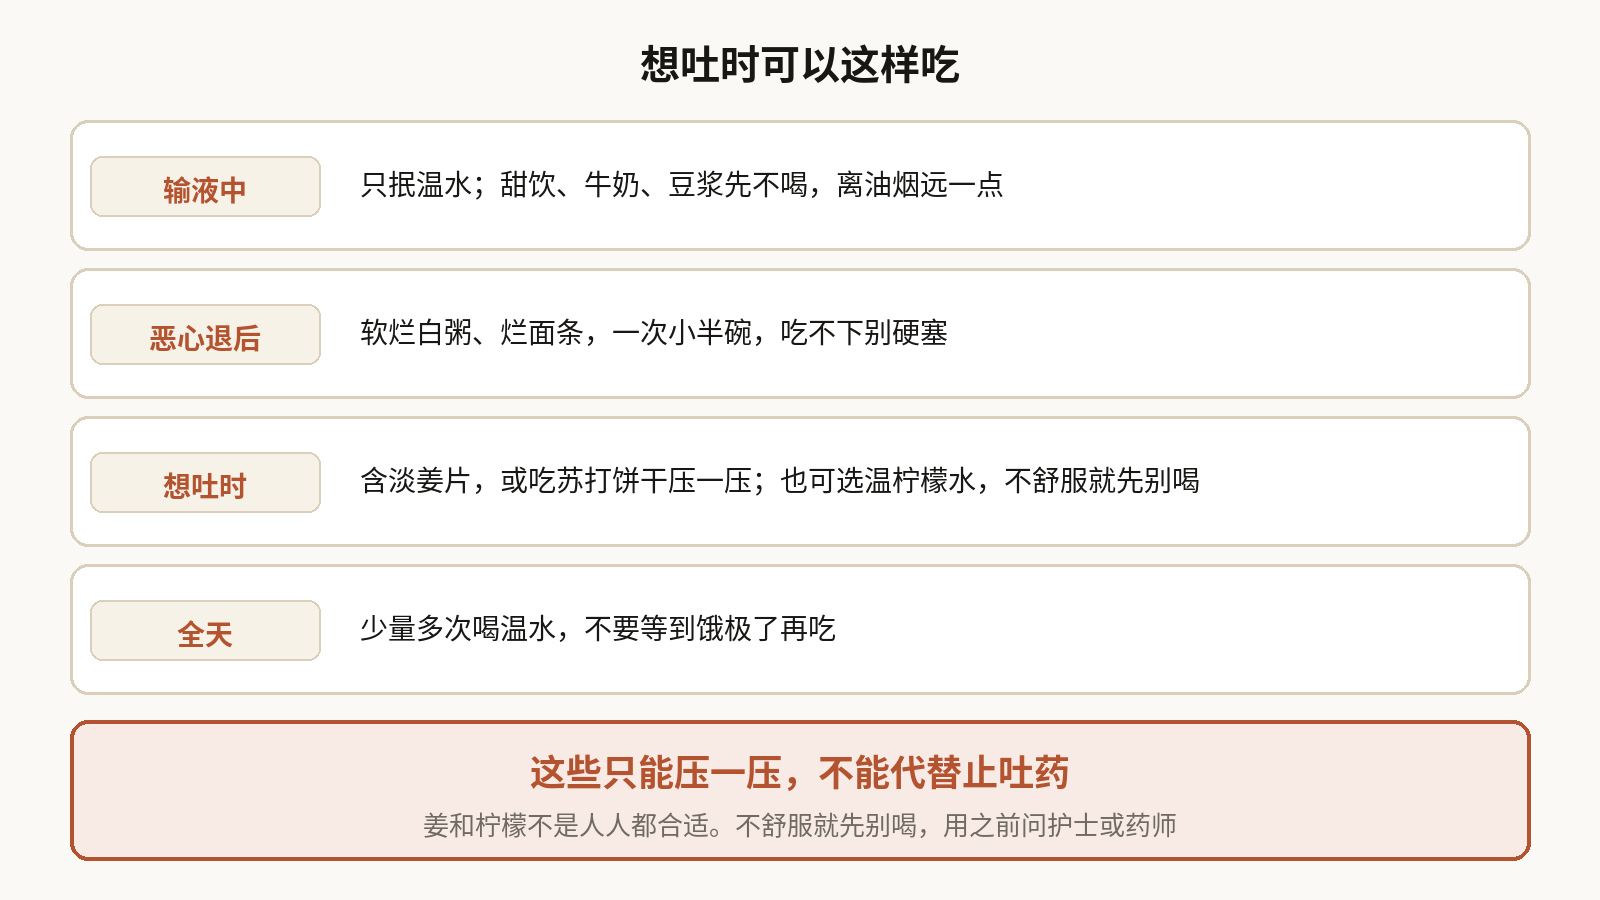 想吐时可以这样吃
输液中
只抿温水；甜饮、牛奶、豆浆先不喝，离油烟远一点
恶心退后
软烂白粥、烂面条，一次小半碗，吃不下别硬塞
想吐时
含淡姜片，或吃苏打饼干压一压；也可选温柠檬水，不舒服就先别喝
全天
少量多次喝温水，不要等到饿极了再吃
这些只能压一压，不能代替止吐药
姜和柠檬不是人人都合适。不舒服就先别喝，用之前问护士或药师